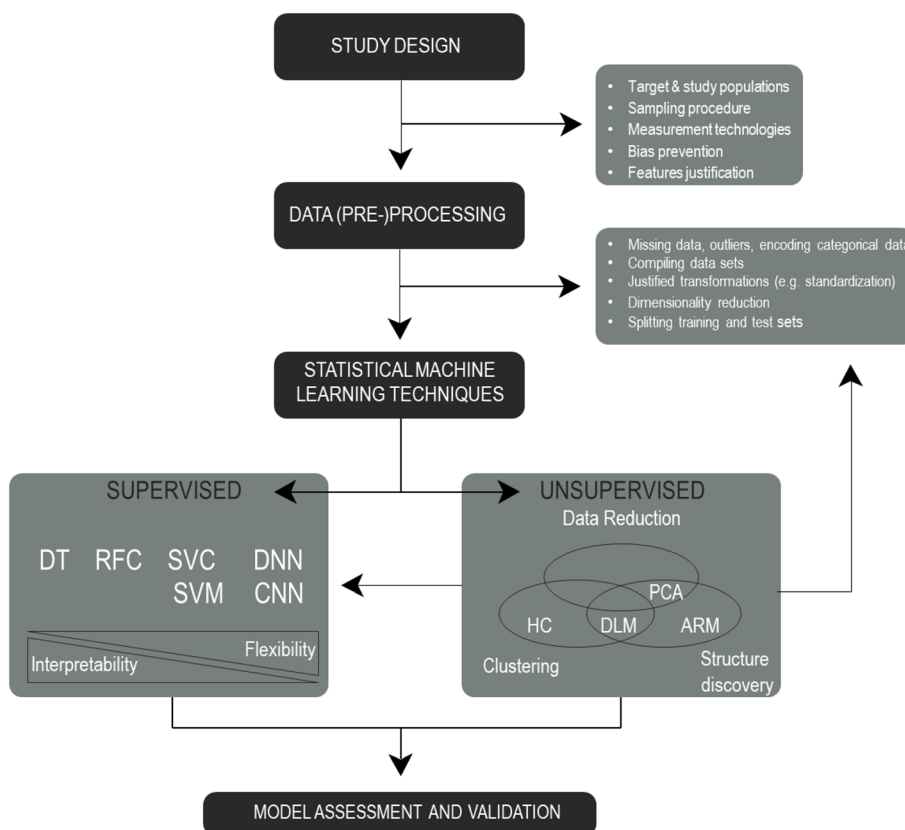 STUDY DESIGN
• Target & study populations
• Sampling procedure
• Measurement technologies
• Bias prevention
• Features justification
DATA (PRE-)PROCESSING
• Missing data, outliers, encoding categorical data
• Compiling data sets
• Justified transformations (e.g. standardization)
• Dimensionality reduction
• Splitting training and test sets
STATISTICAL MACHINE
LEARNING TECHNIQUES
SUPERVISED
DT RFC SVC DNN
SVM CNN
Flexibility
Interpretability
UNSUPERVISED
Data Reduction
PCA
HC DLM ARM
Clustering
Structure
discovery
MODEL ASSESSMENT AND VALIDATION